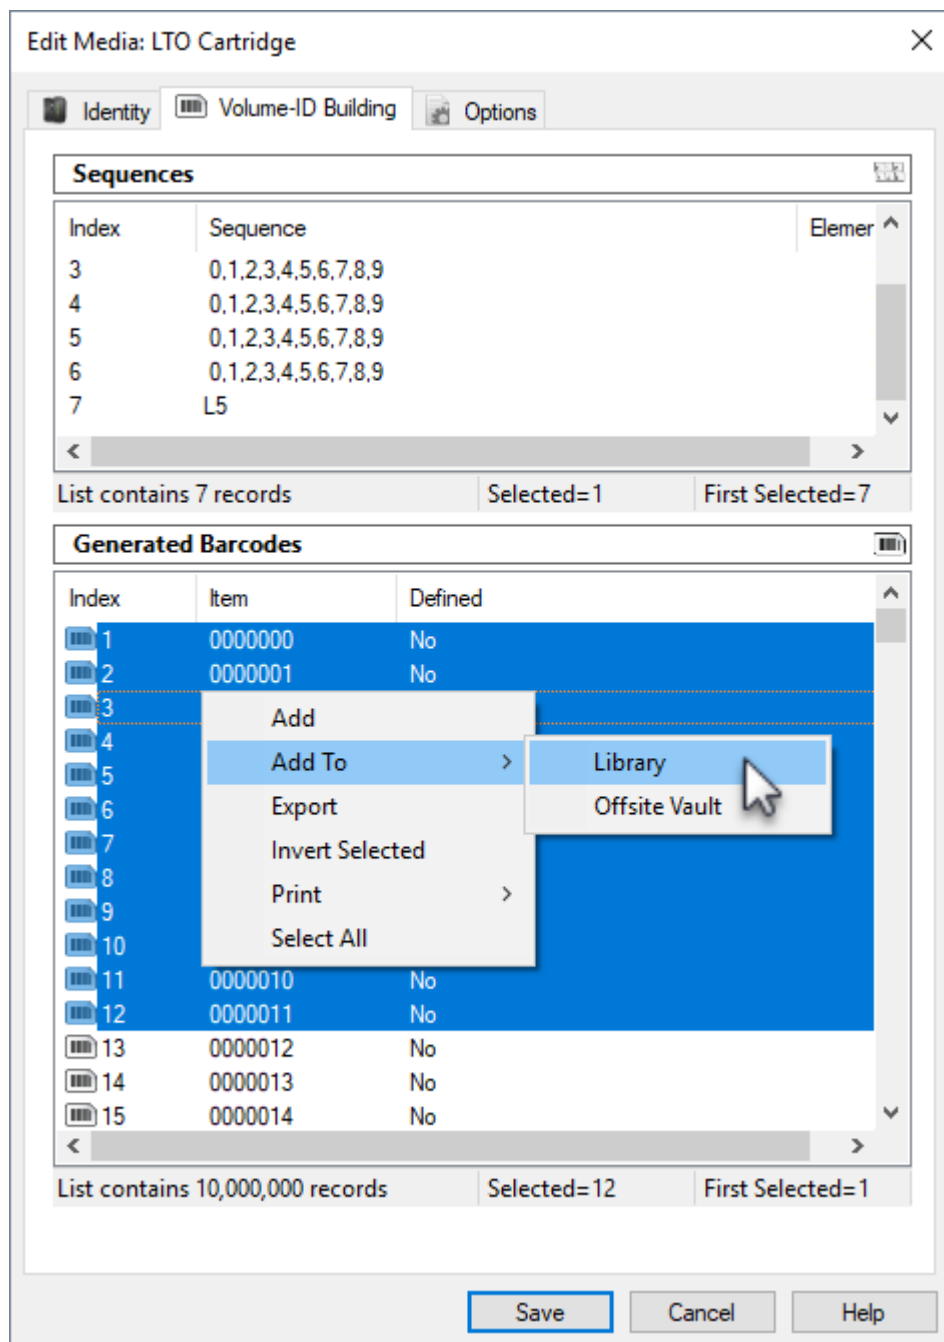 Edit Media: LTO Cartridge
Identity Volume-ID Building Options
Sequences
Index Sequence Elemer
3 0,1,2,3,4,5,6,7,8,9
4 0,1,2,3,4,5,6,7,8,9
5 0,1,2,3,4,5,6,7,8,9
6 0,1,2,3,4,5,6,7,8,9
7 L5
List contains 7 records Selected=1 First Selected=7
Generated Barcodes
Index Item Defined
1 0000000 No
2 0000001 No
3
4
5
6
7
8
9
10
11 0000010 No
12 0000011 No
13 0000012 No
14 0000013 No
15 0000014 No
Add
Add To
Export
Invert Selected
Print
Select All
Library
Offsite Vault
List contains 10,000,000 records Selected=12 First Selected=1
Save Cancel Help